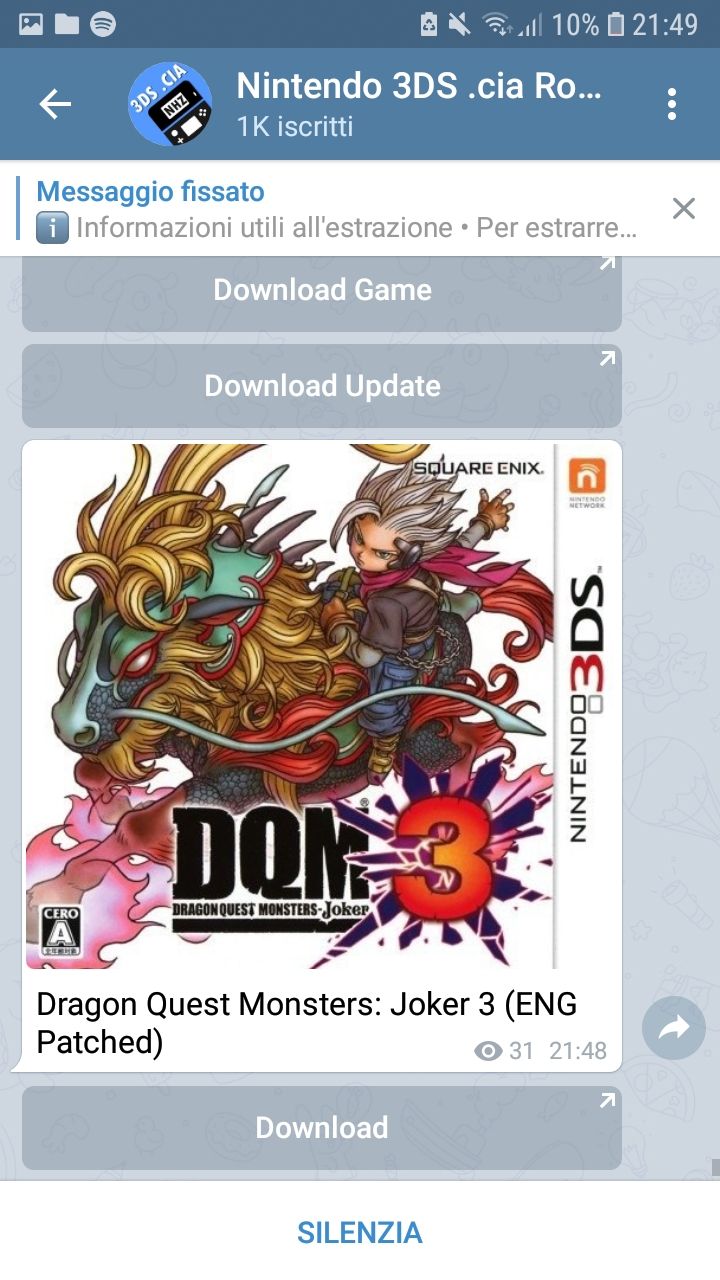 10% 21:49
3DS .CIA
NHZ
Nintendo 3DS .cia Ro...
1K iscritti
Messaggio fissato
i Informazioni utili all'estrazione • Per estrarre...
Download Game
Download Update
SQUARE ENIX.
NINTENDO
NETWORK
NINTENDO 3DS™
DQM 3
DRAGON QUEST MONSTERS-Joker
CERO
A
Dragon Quest Monsters: Joker 3 (ENG
Patched)
31 21:48
Download
SILENZIA